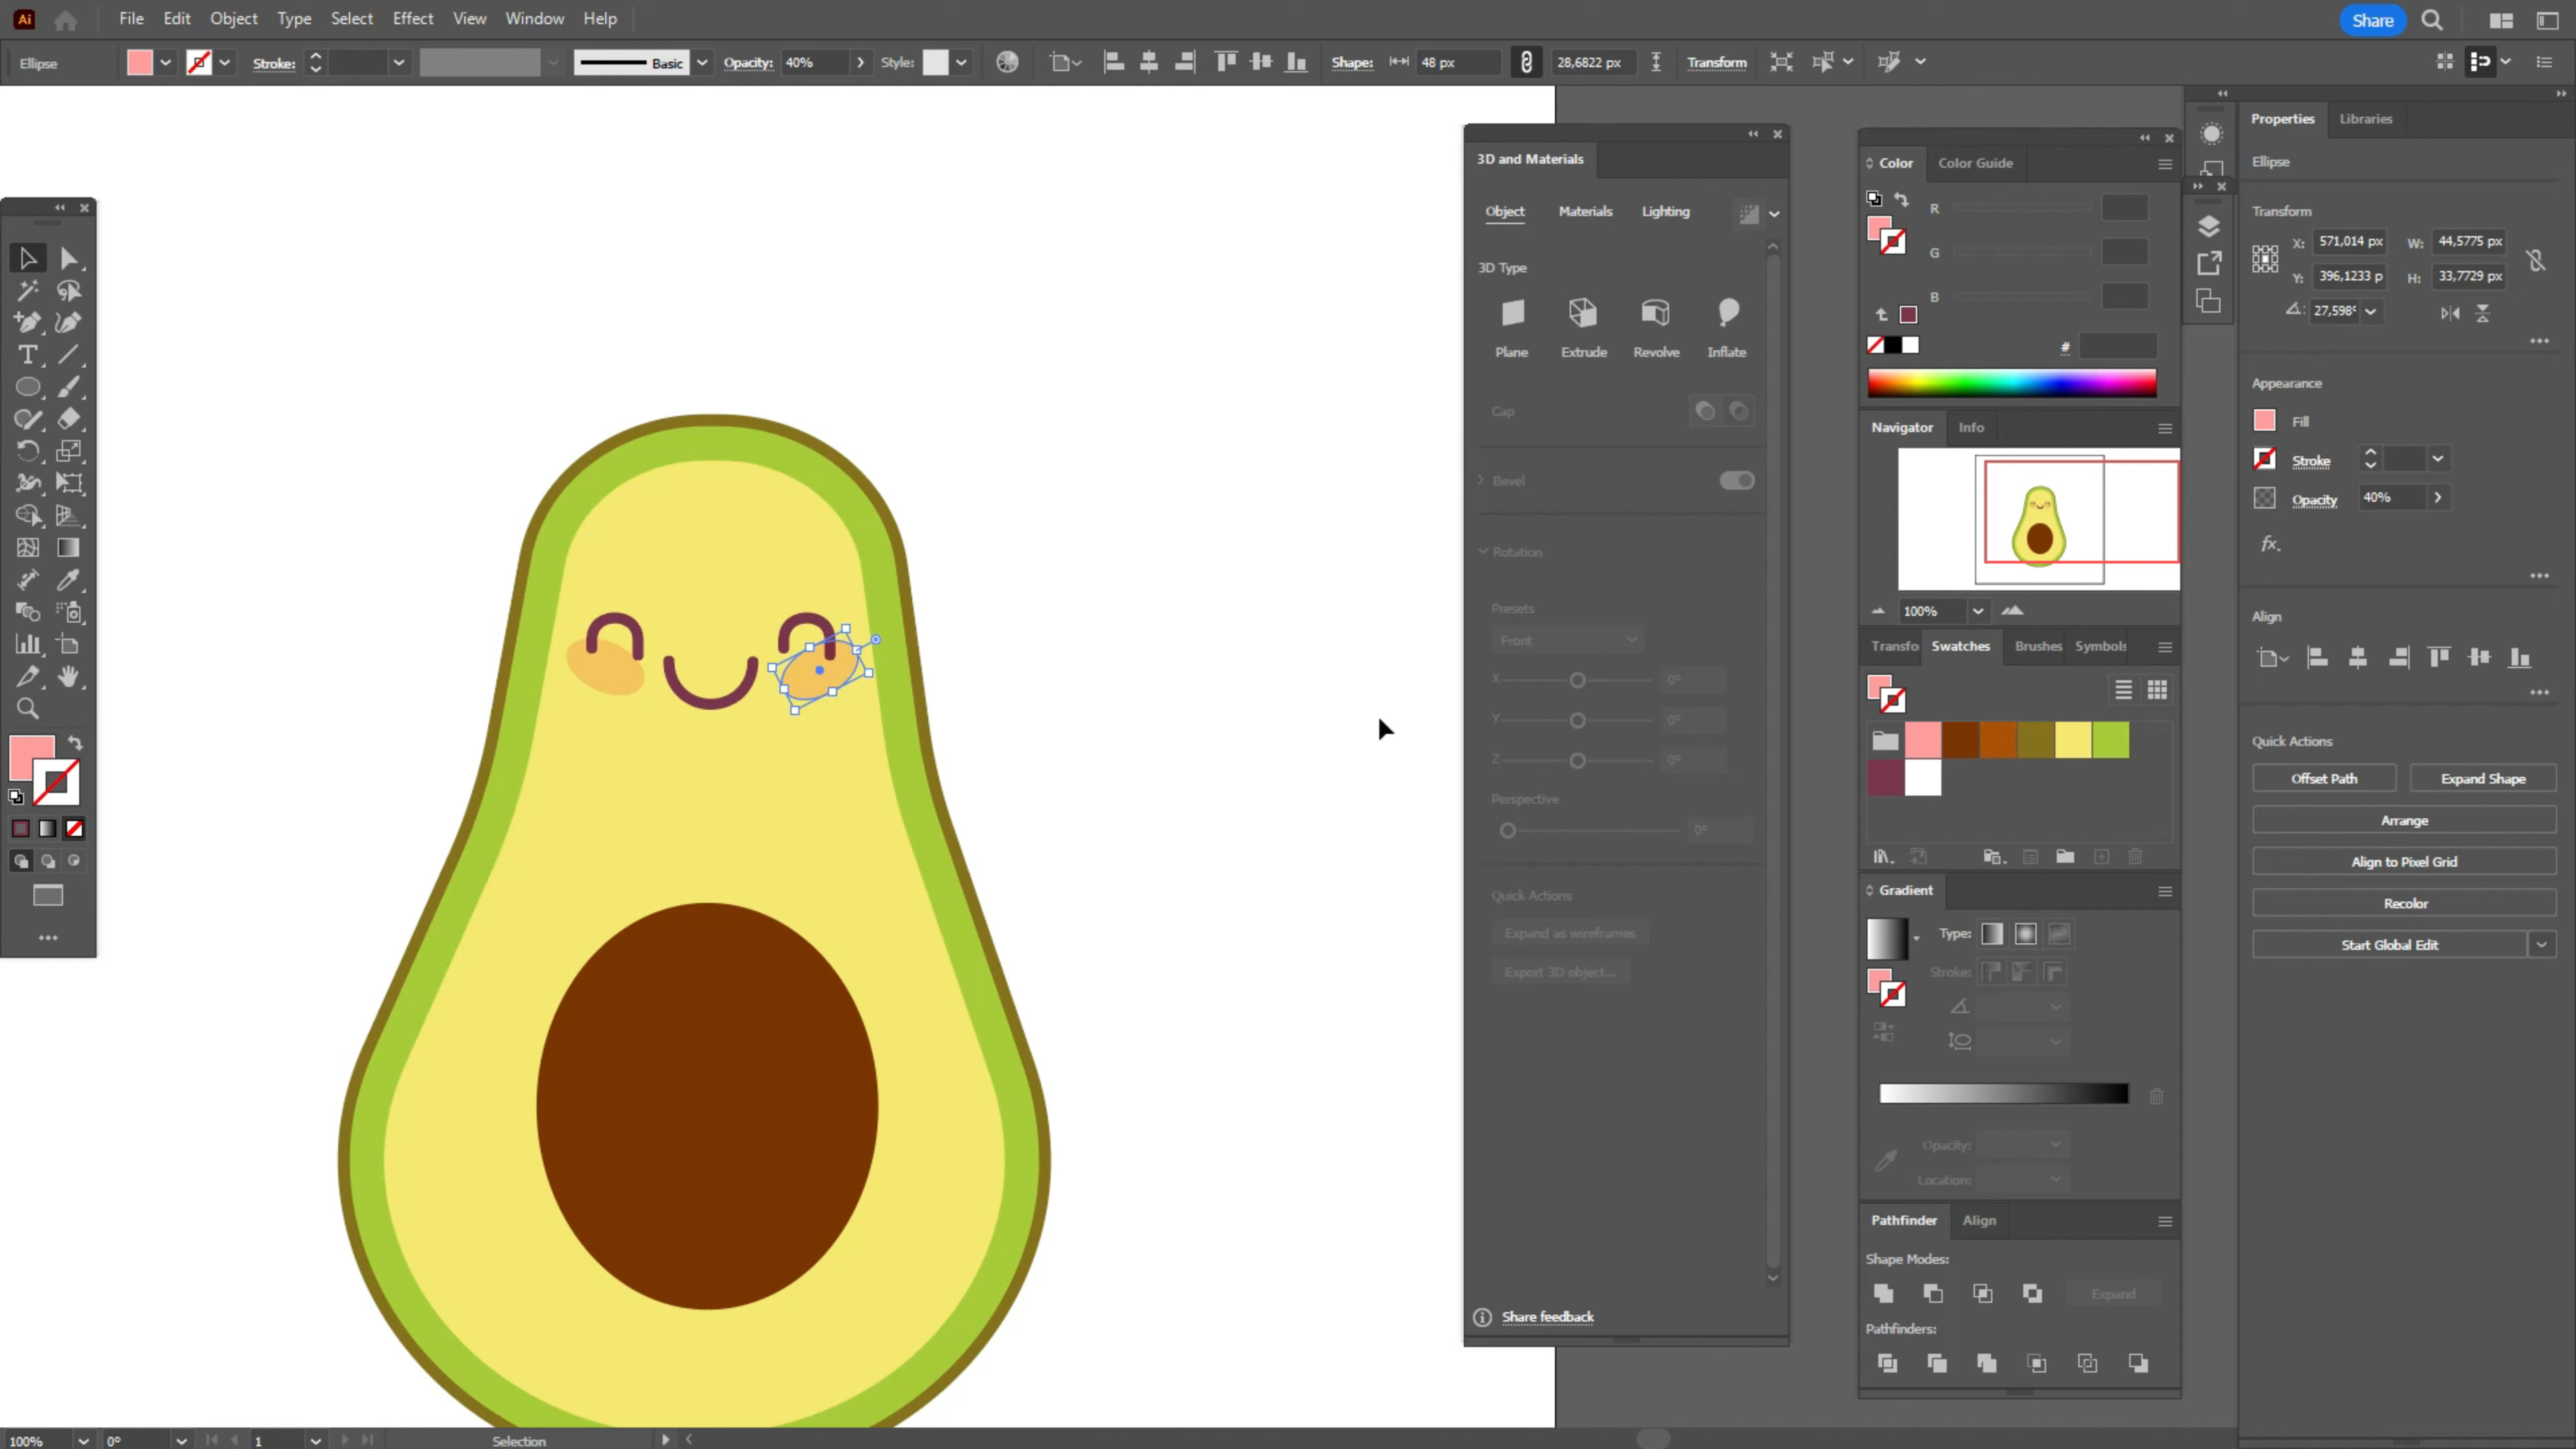 Ai
File Edit Object Type Select Effect View Window Help
Share
Ellipse
Stroke:
Basic
Opacity: 40%
Style:
Shape: 48 px
28,6822 px
Transform
3D and Materials
Object Materials Lighting
3D Type
Plane Extrude Revolve Inflate
Cap
Bevel
Rotation
Presets
Front
X 0°
Y 0°
Z 0°
Perspective
0°
Quick Actions
Expand as wireframes
Export 3D object...
Share feedback
Color Color Guide
R
G
B
#
Navigator Info
100%
Transfo Swatches Brushes Symbols
Gradient
Type:
Stroke:
Opacity:
Location:
Pathfinder Align
Shape Modes:
Expand
Pathfinders:
Properties Libraries
Ellipse
Transform
X: 571,014 px W: 44,5775 px
Y: 396,1233 p H: 33,7729 px
27,598°
Appearance
Fill
Stroke
Opacity 40%
fx.
Align
Quick Actions
Offset Path Expand Shape
Arrange
Align to Pixel Grid
Recolor
Start Global Edit
100% 0° 1 Selection